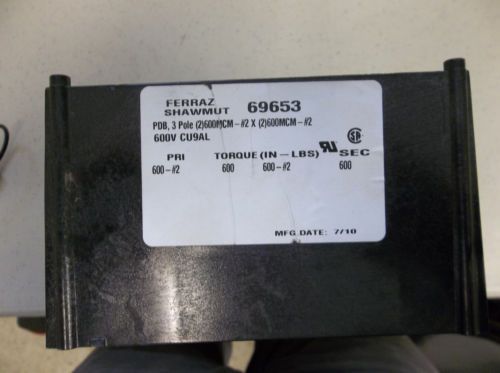 FERRAZ SHAWMUT 69653
PDB, 3 Pole (2)600MCM-#2 X (2)600MCM-#2
600V CU9AL
PRI TORQUE (IN-LBS) SEC
600-#2 600 600-#2 600
MFG DATE: 7/10